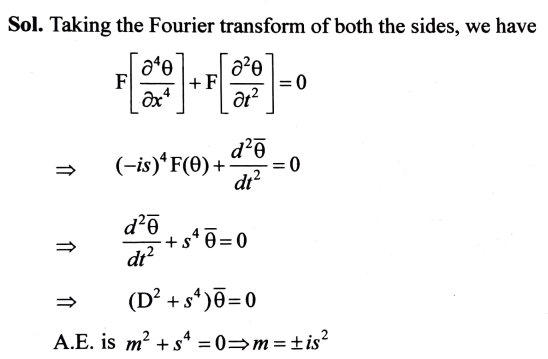 Sol. Taking the Fourier transform of both the sides, we have
F[∂⁴θ/∂x⁴] + F[∂²θ/∂t²] = 0
⇒ (−is)⁴ F(θ) + d²θ̅/dt² = 0
⇒ d²θ̅/dt² + s⁴ θ̅ = 0
⇒ (D² + s⁴)θ̅ = 0
A.E. is m² + s⁴ = 0 ⇒ m = ±is²